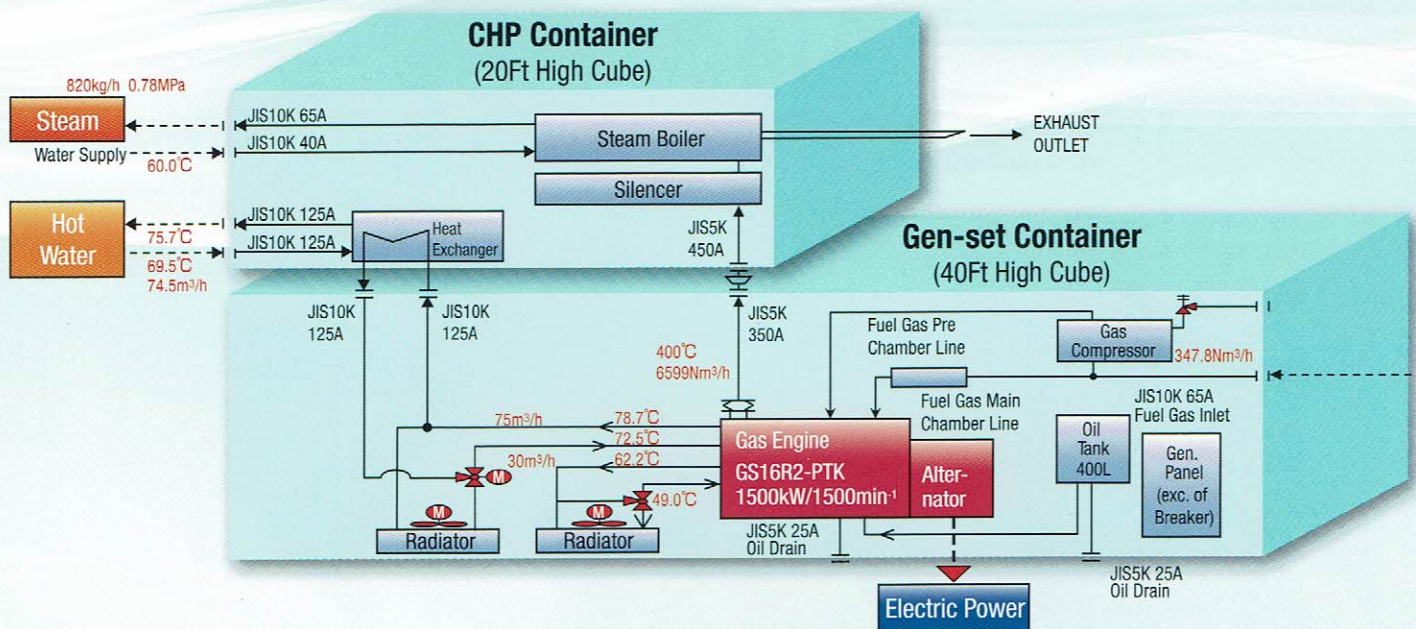 CHP Container
(20Ft High Cube)
820kg/h 0.78MPa
Steam
JIS10K 65A
Steam Boiler
EXHAUST
OUTLET
Water Supply
60.0℃
JIS10K 40A
Silencer
Hot
Water
JIS10K 125A
75.7℃
JIS10K 125A
69.5℃
74.5m³/h
Heat
Exchanger
JIS5K
450A
Gen-set Container
(40Ft High Cube)
JIS10K
125A
JIS10K
125A
JIS5K
350A
400℃
6599Nm³/h
Fuel Gas Pre
Chamber Line
Gas
Compressor
347.8Nm³/h
Fuel Gas Main
Chamber Line
JIS10K 65A
Fuel Gas Inlet
75m³/h
78.7℃
72.5℃
30m³/h
62.2℃
49.0℃
M
M
Radiator
M
Radiator
Gas Engine
GS16R2-PTK
1500kW/1500min-1
Alter-
nator
Oil
Tank
400L
Gen.
Panel
(exc. of
Breaker)
JIS5K 25A
Oil Drain
JIS5K 25A
Oil Drain
Electric Power